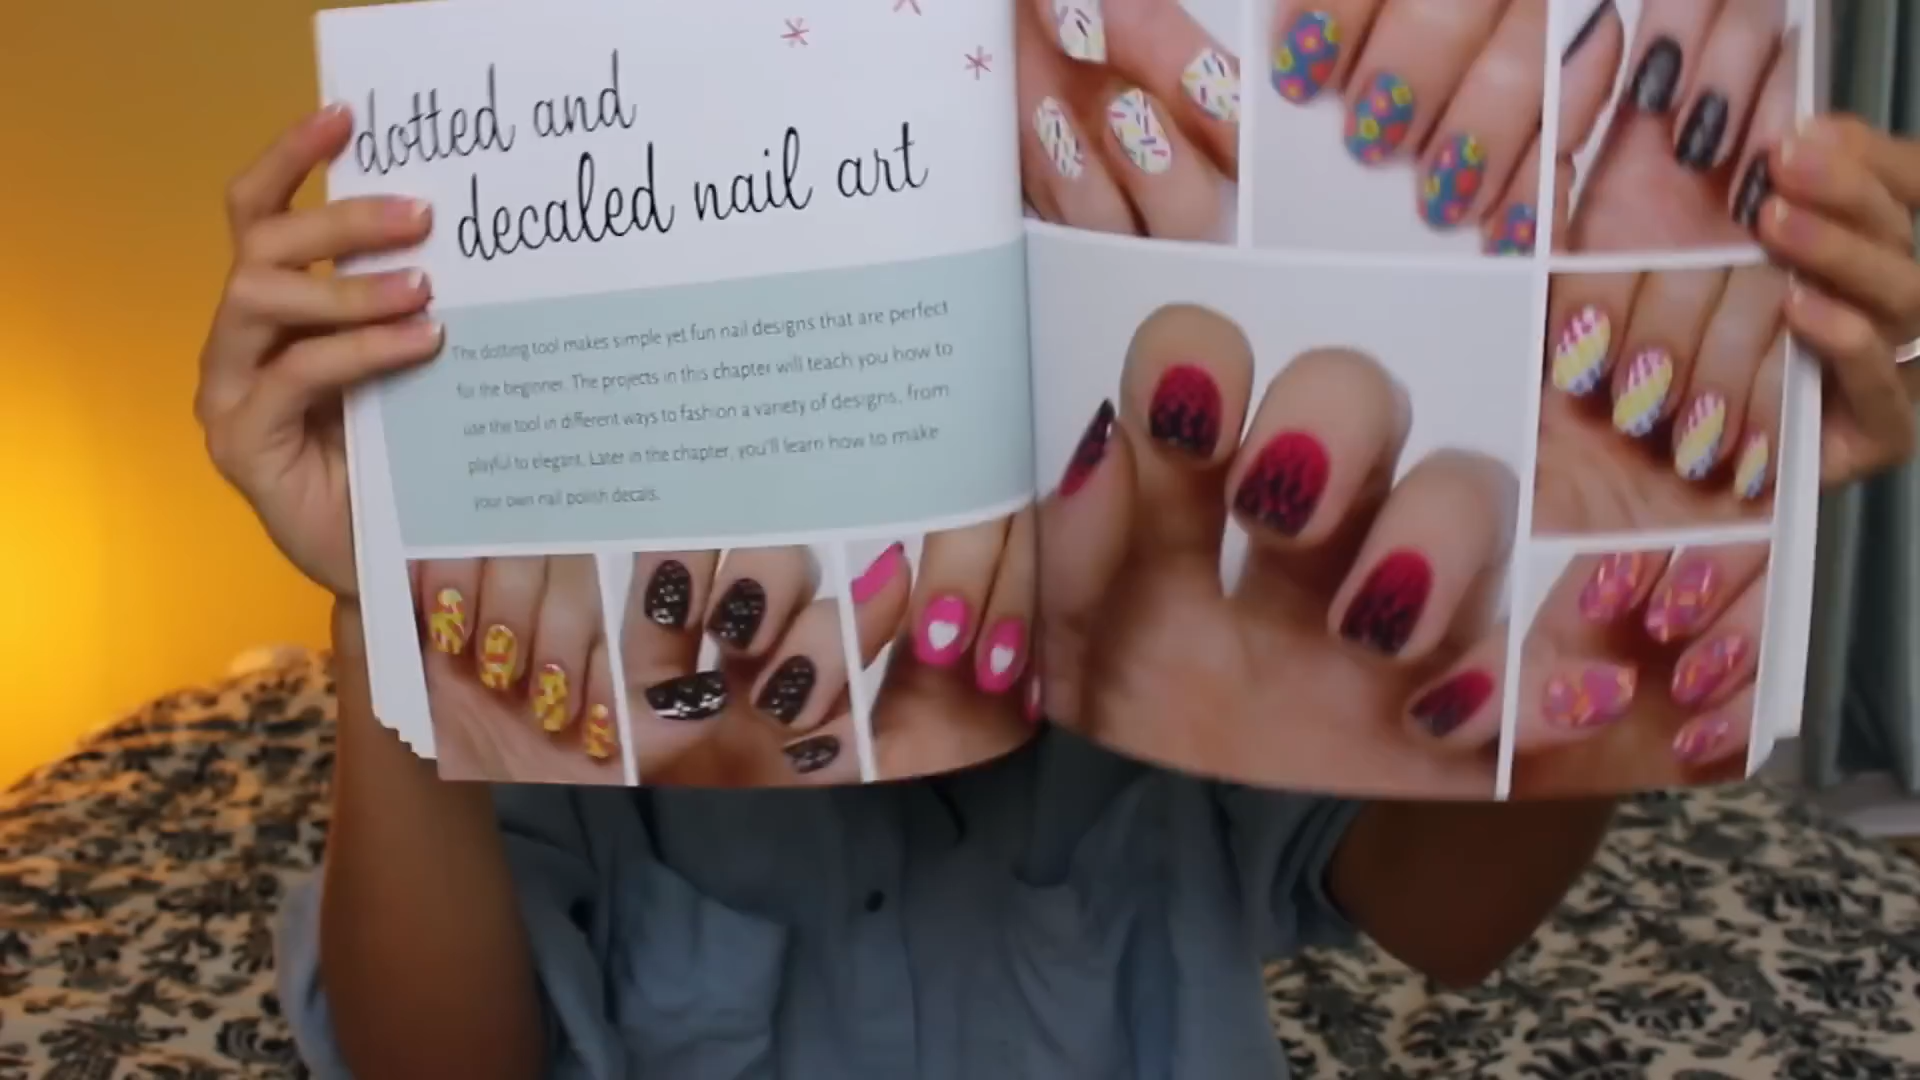 dotted and
decaled nail art
The dotting tool makes simple yet fun nail designs that are perfect
for the beginner. The projects in this chapter will teach you how to
use the tool in different ways to fashion a variety of designs, from
playful to elegant. Later in the chapter, you'll learn how to make
your own nail polish decals.